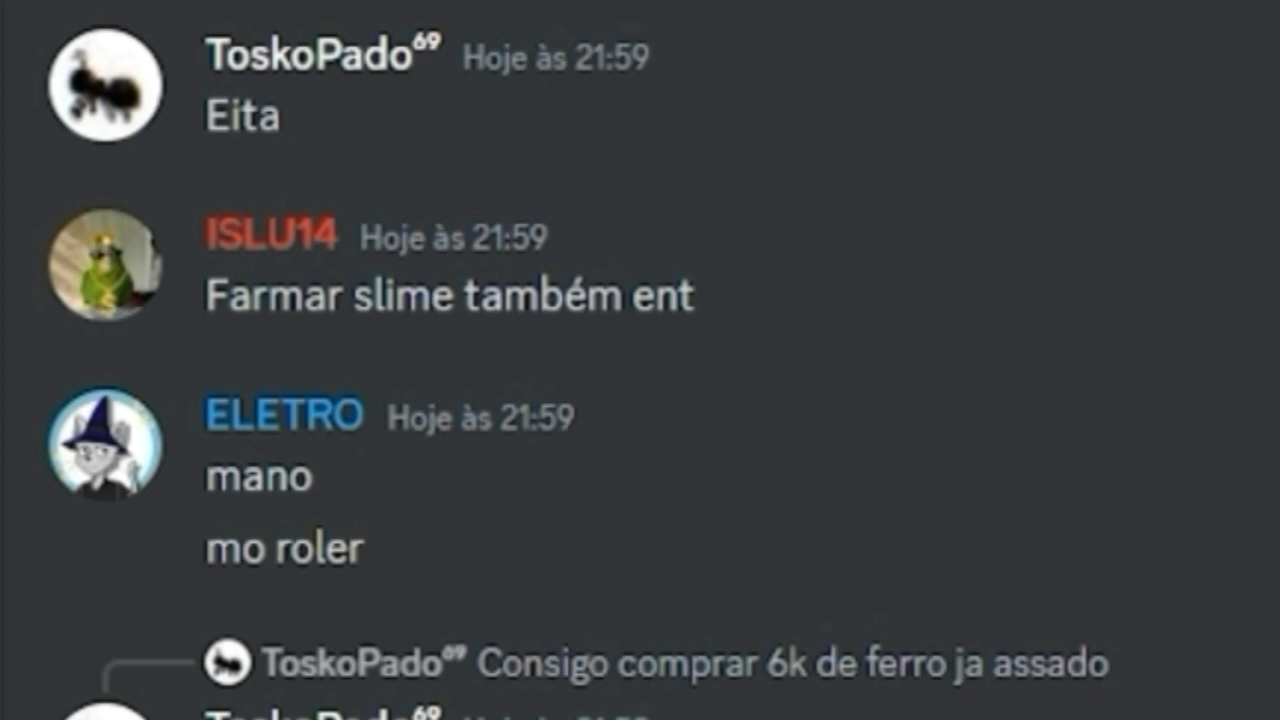 ToskoPado⁶⁹ Hoje às 21:59
Eita
ISLU14 Hoje às 21:59
Farmar slime também ent
ELETRO Hoje às 21:59
mano
mo roler
ToskoPado⁶⁹ Consigo comprar 6k de ferro ja assado
ToskoPado⁶⁹